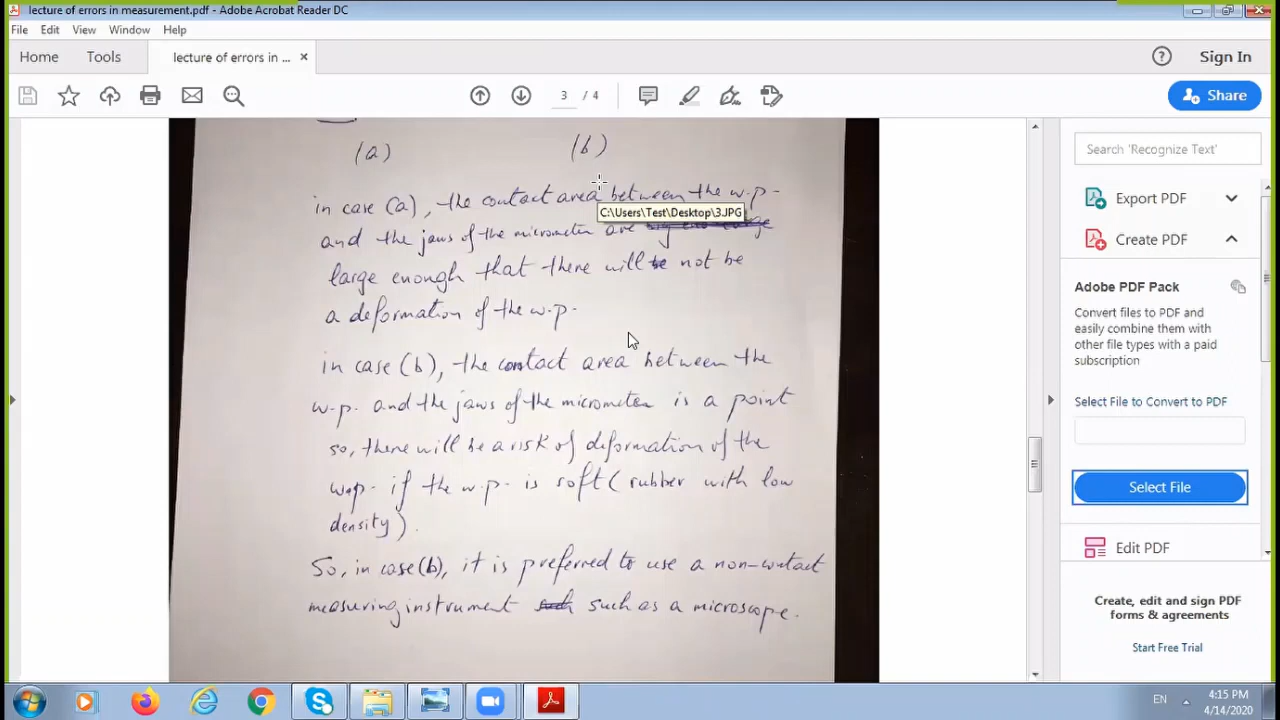 lecture of errors in measurement.pdf - Adobe Acrobat Reader DC
File Edit View Window Help
Home Tools lecture of errors in ... × Sign In
3 / 4 Share
(a) (b)
in case (a), the contact area between the w.p.
C:\Users\Test\Desktop\3.JPG
and the jaws of the micrometer are
large enough that there will not be
a deformation of the w.p.
in case (b), the contact area between the
w.p. and the jaws of the micrometer is a point
so, there will be a risk of deformation of the
w.p. if the w.p. is soft (rubber with low
density).
So, in case (b), it is preferred to use a non-contact
measuring instrument such as a microscope.
Search 'Recognize Text'
Export PDF
Create PDF
Adobe PDF Pack
Convert files to PDF and
easily combine them with
other file types with a paid
subscription
Select File to Convert to PDF
Select File
Edit PDF
Create, edit and sign PDF
forms & agreements
Start Free Trial
EN
4:15 PM
4/14/2020